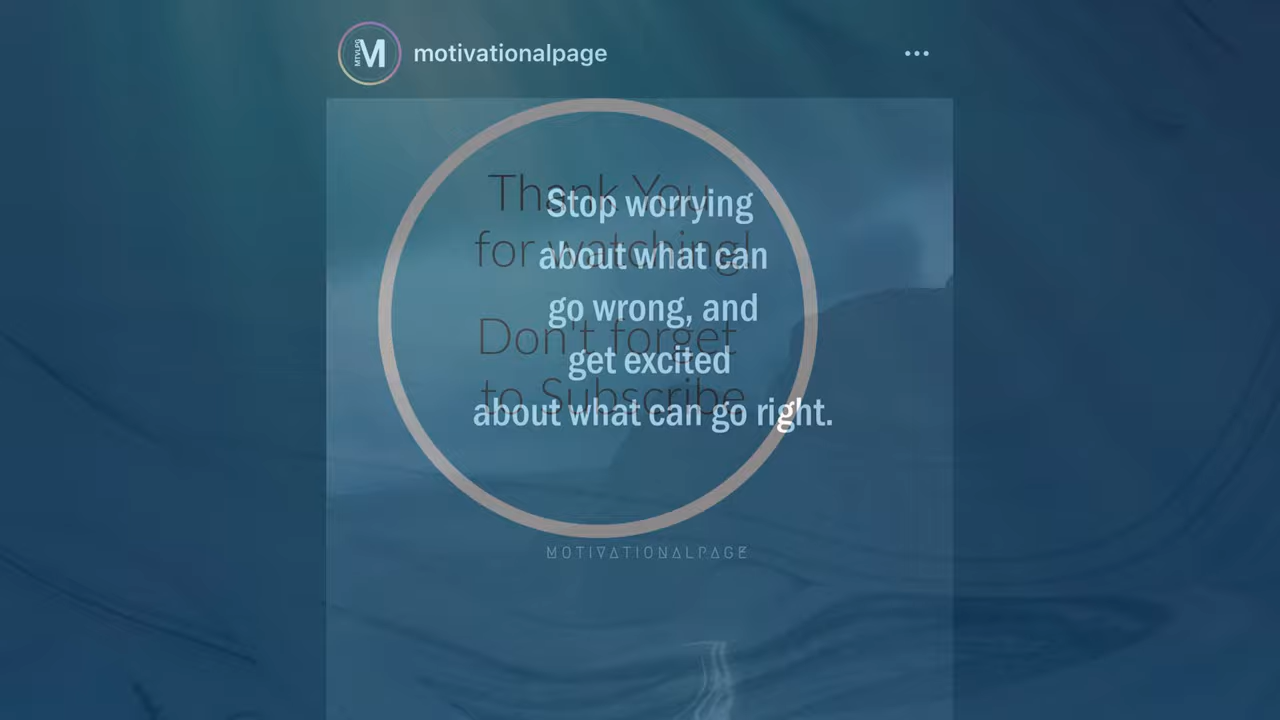 MTVLPG
M
motivationalpage
Thank You
for watching!
Don't forget
to Subscribe
Stop worrying
about what can
go wrong, and
get excited
about what can go right.
MOTIVATIONALPAGE